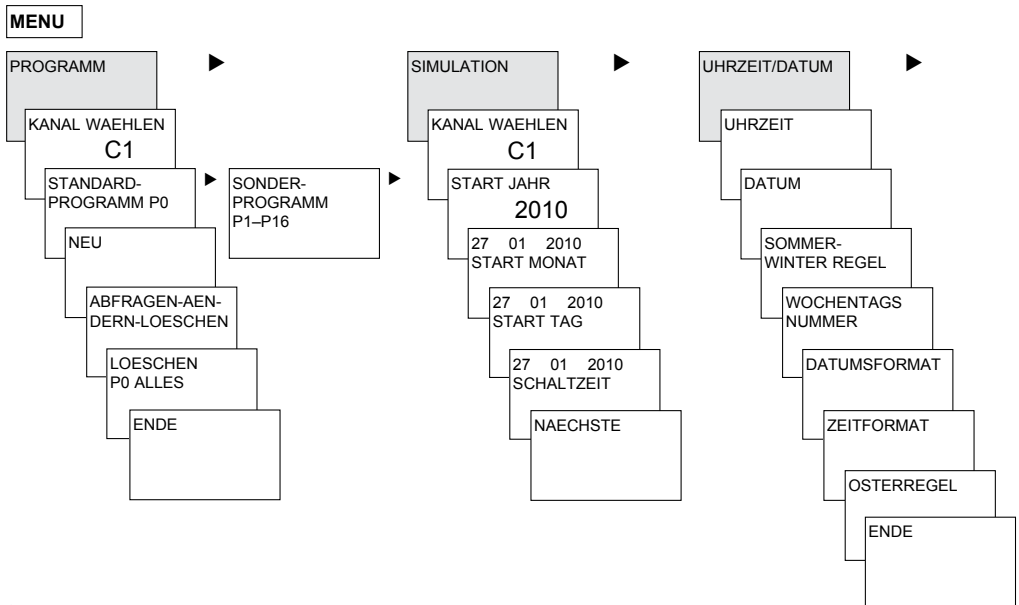 MENU
PROGRAMM
KANAL WAEHLEN
C1
STANDARD-
PROGRAMM P0
NEU
ABFRAGEN-AEN-
DERN-LOESCHEN
LOESCHEN
P0 ALLES
ENDE
SONDER-
PROGRAMM
P1–P16
SIMULATION
KANAL WAEHLEN
C1
START JAHR
2010
27 01 2010
START MONAT
27 01 2010
START TAG
27 01 2010
SCHALTZEIT
NAECHSTE
UHRZEIT/DATUM
UHRZEIT
DATUM
SOMMER-
WINTER REGEL
WOCHENTAGS
NUMMER
DATUMSFORMAT
ZEITFORMAT
OSTERREGEL
ENDE